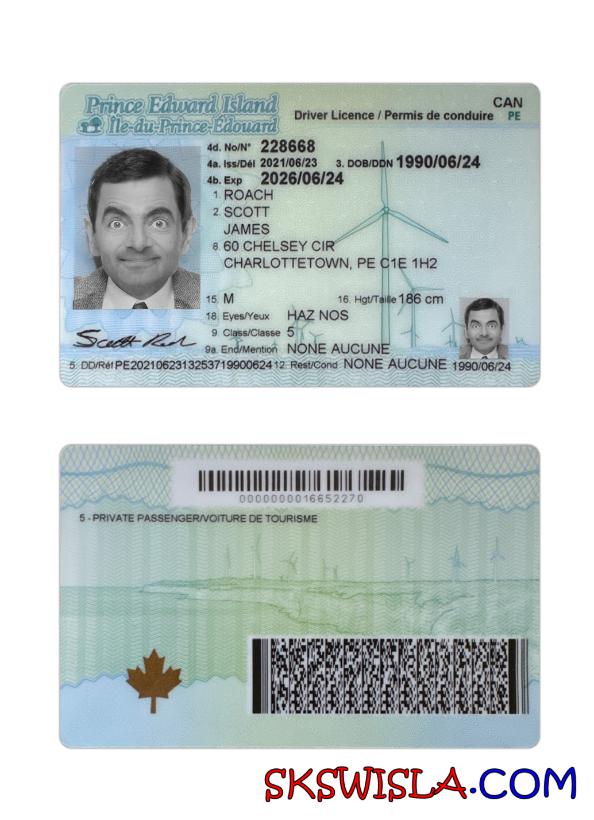 Prince Edward Island
Île-du-Prince-Édouard
Driver Licence / Permis de conduire
CAN
PE
4d. No/N° 228668
4a. Iss/Dél 2021/06/23 3. DOB/DDN 1990/06/24
4b. Exp 2026/06/24
1. ROACH
2. SCOTT
JAMES
8. 60 CHELSEY CIR
CHARLOTTETOWN, PE C1E 1H2
15. M 16. Hgt/Taille 186 cm
18. Eyes/Yeux HAZ NOS
9. Class/Classe 5
9a. End/Mention NONE AUCUNE
5. DD/Réf PE2021062313253719900624 12. Rest/Cond NONE AUCUNE 1990/06/24
0000000016652270
5 - PRIVATE PASSENGER/VOITURE DE TOURISME
SKSWISLA.COM